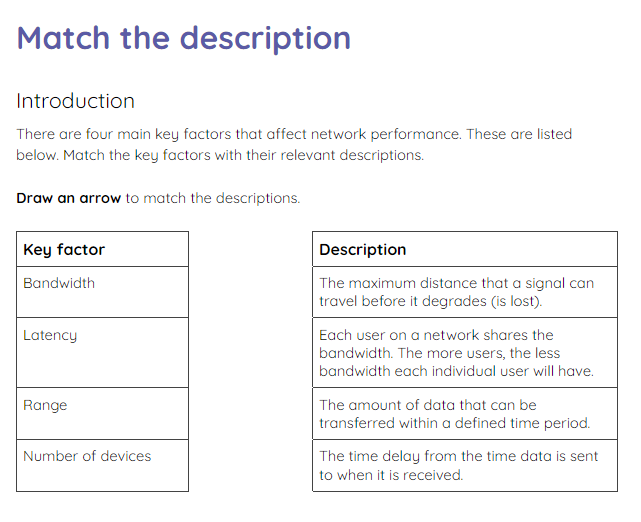 Match the description
Introduction
There are four main key factors that affect network performance. These are listed
below. Match the key factors with their relevant descriptions.
Draw an arrow to match the descriptions.
Key factor
Bandwidth
Latency
Range
Number of devices
Description
The maximum distance that a signal can
travel before it degrades (is lost).
Each user on a network shares the
bandwidth. The more users, the less
bandwidth each individual user will have.
The amount of data that can be
transferred within a defined time period.
The time delay from the time data is sent
to when it is received.